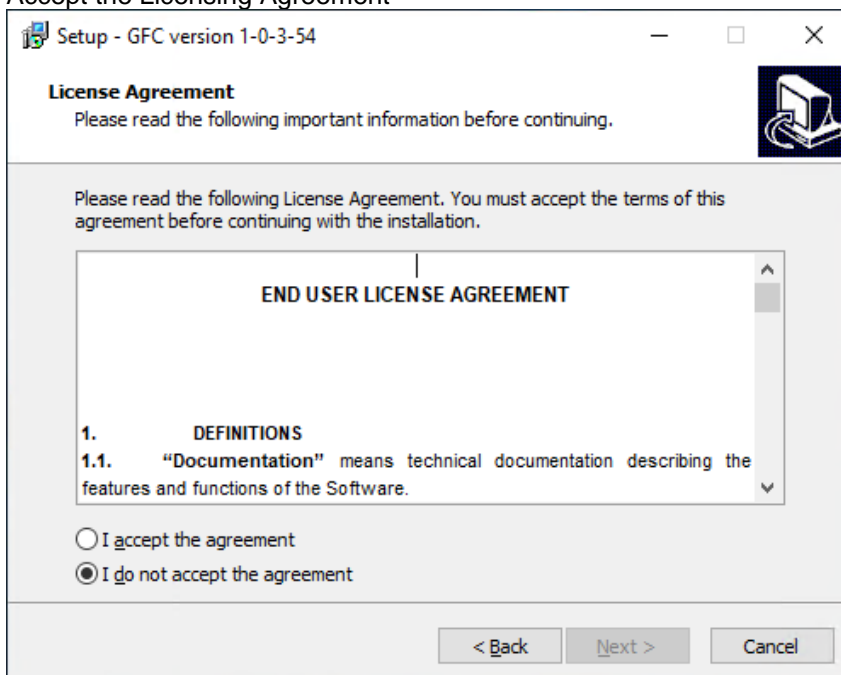 Accept the Licensing Agreement
Setup - GFC version 1-0-3-54
License Agreement
Please read the following important information before continuing.
Please read the following License Agreement. You must accept the terms of this
agreement before continuing with the installation.
END USER LICENSE AGREEMENT
1. DEFINITIONS
1.1. “Documentation” means technical documentation describing the
features and functions of the Software.
I accept the agreement
I do not accept the agreement
< Back Next > Cancel